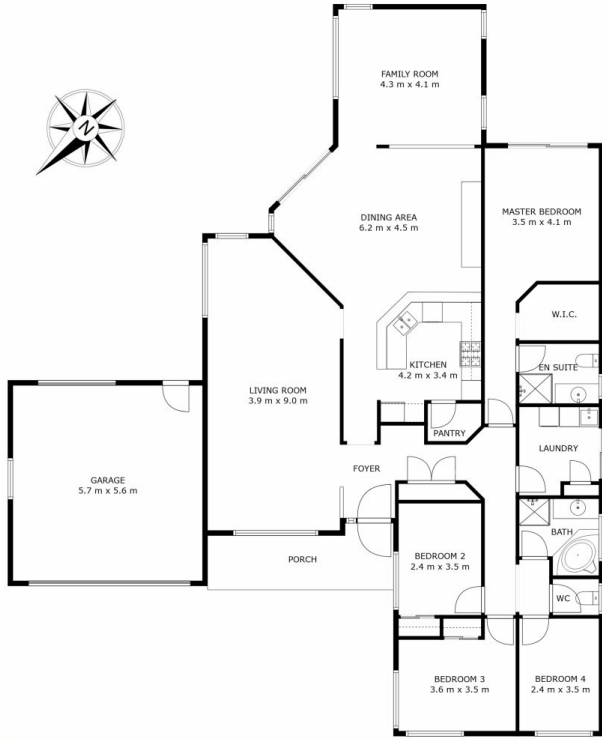 FAMILY ROOM
4.3 m x 4.1 m
N
DINING AREA
6.2 m x 4.5 m
MASTER BEDROOM
3.5 m x 4.1 m
W.I.C.
KITCHEN
4.2 m x 3.4 m
EN SUITE
LIVING ROOM
3.9 m x 9.0 m
PANTRY
LAUNDRY
GARAGE
5.7 m x 5.6 m
FOYER
BATH
PORCH
BEDROOM 2
2.4 m x 3.5 m
WC
BEDROOM 3
3.6 m x 3.5 m
BEDROOM 4
2.4 m x 3.5 m